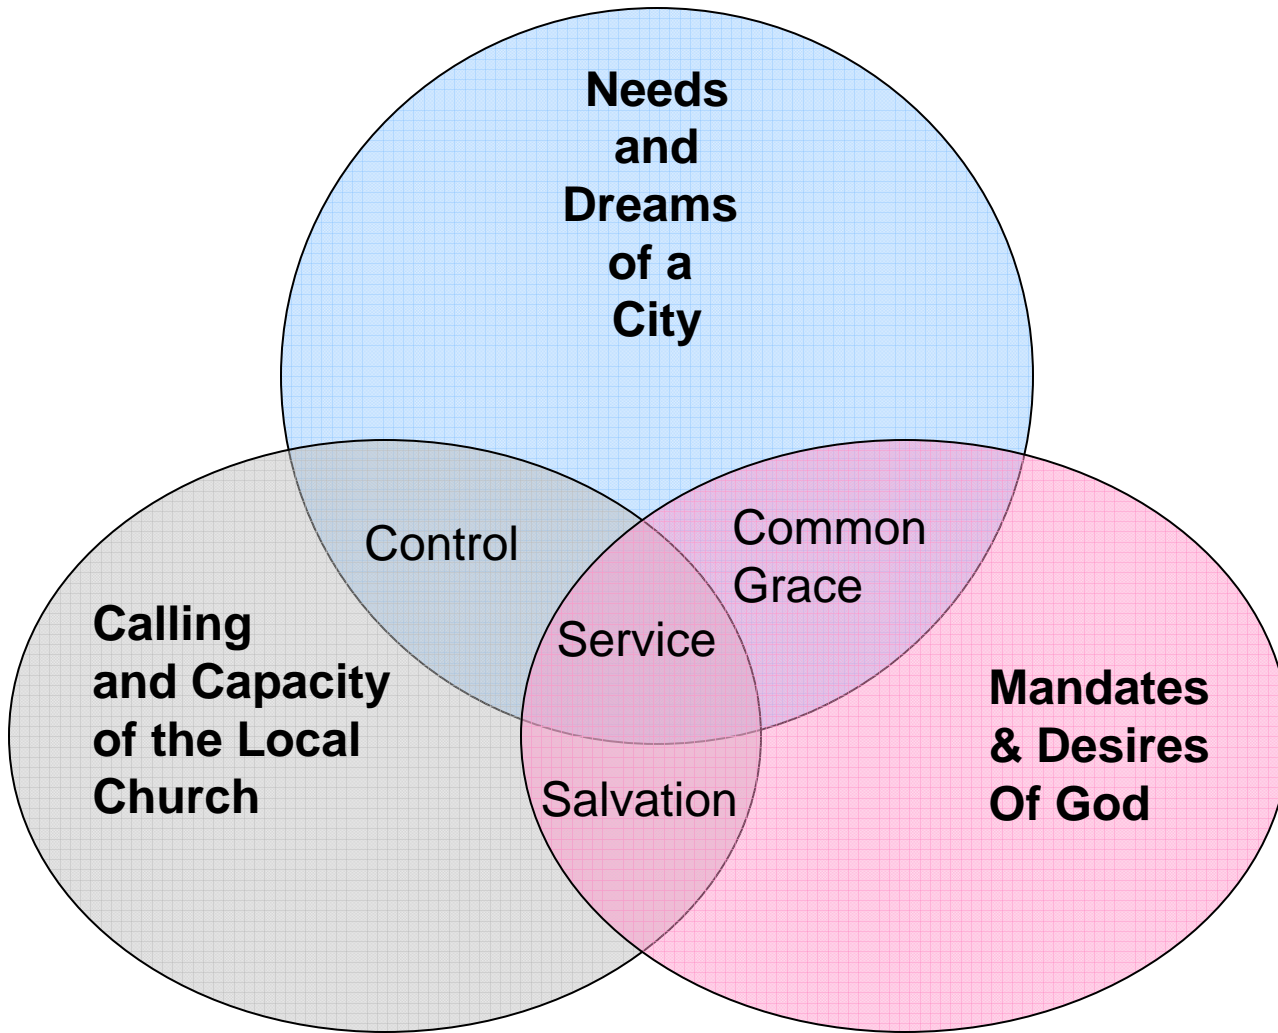 Needs
and
Dreams
of a
City
Control
Common
Grace
Service
Calling
and Capacity
of the Local
Church
Mandates
& Desires
Of God
Salvation